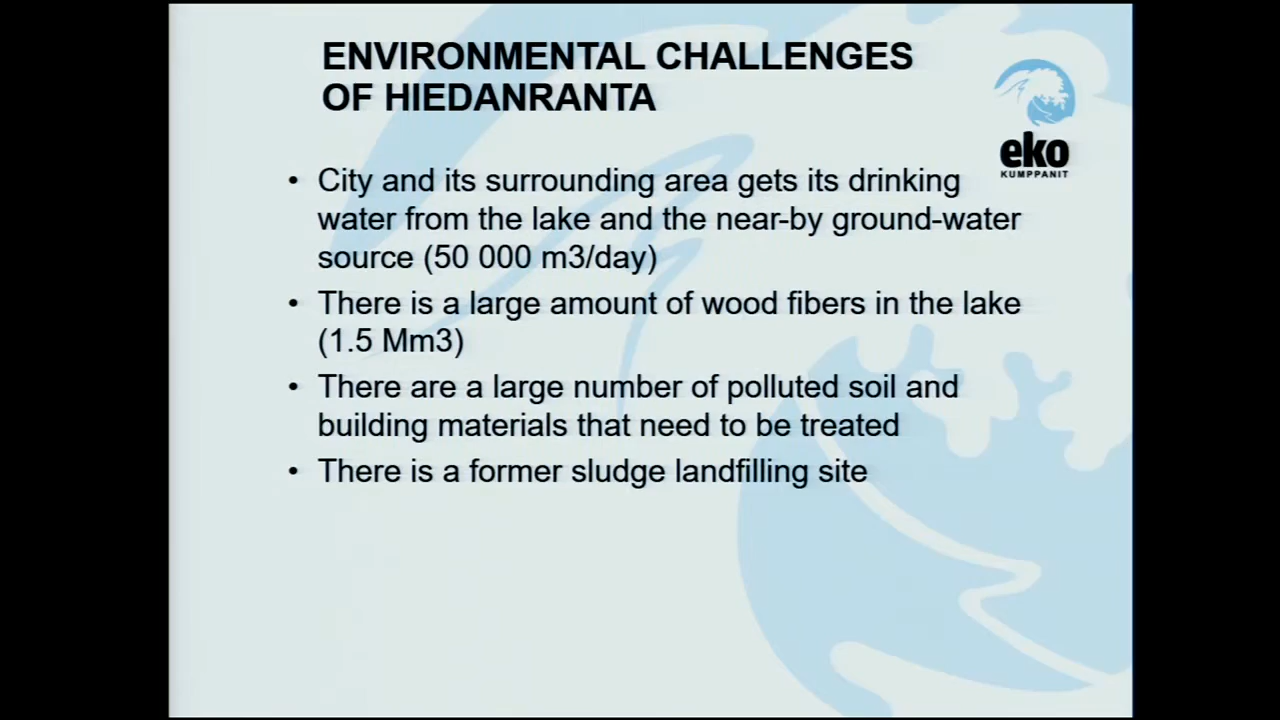 ENVIRONMENTAL CHALLENGES
OF HIEDANRANTA
eko
KUMPPANIT
• City and its surrounding area gets its drinking
water from the lake and the near-by ground-water
source (50 000 m3/day)
• There is a large amount of wood fibers in the lake
(1.5 Mm3)
• There are a large number of polluted soil and
building materials that need to be treated
• There is a former sludge landfilling site